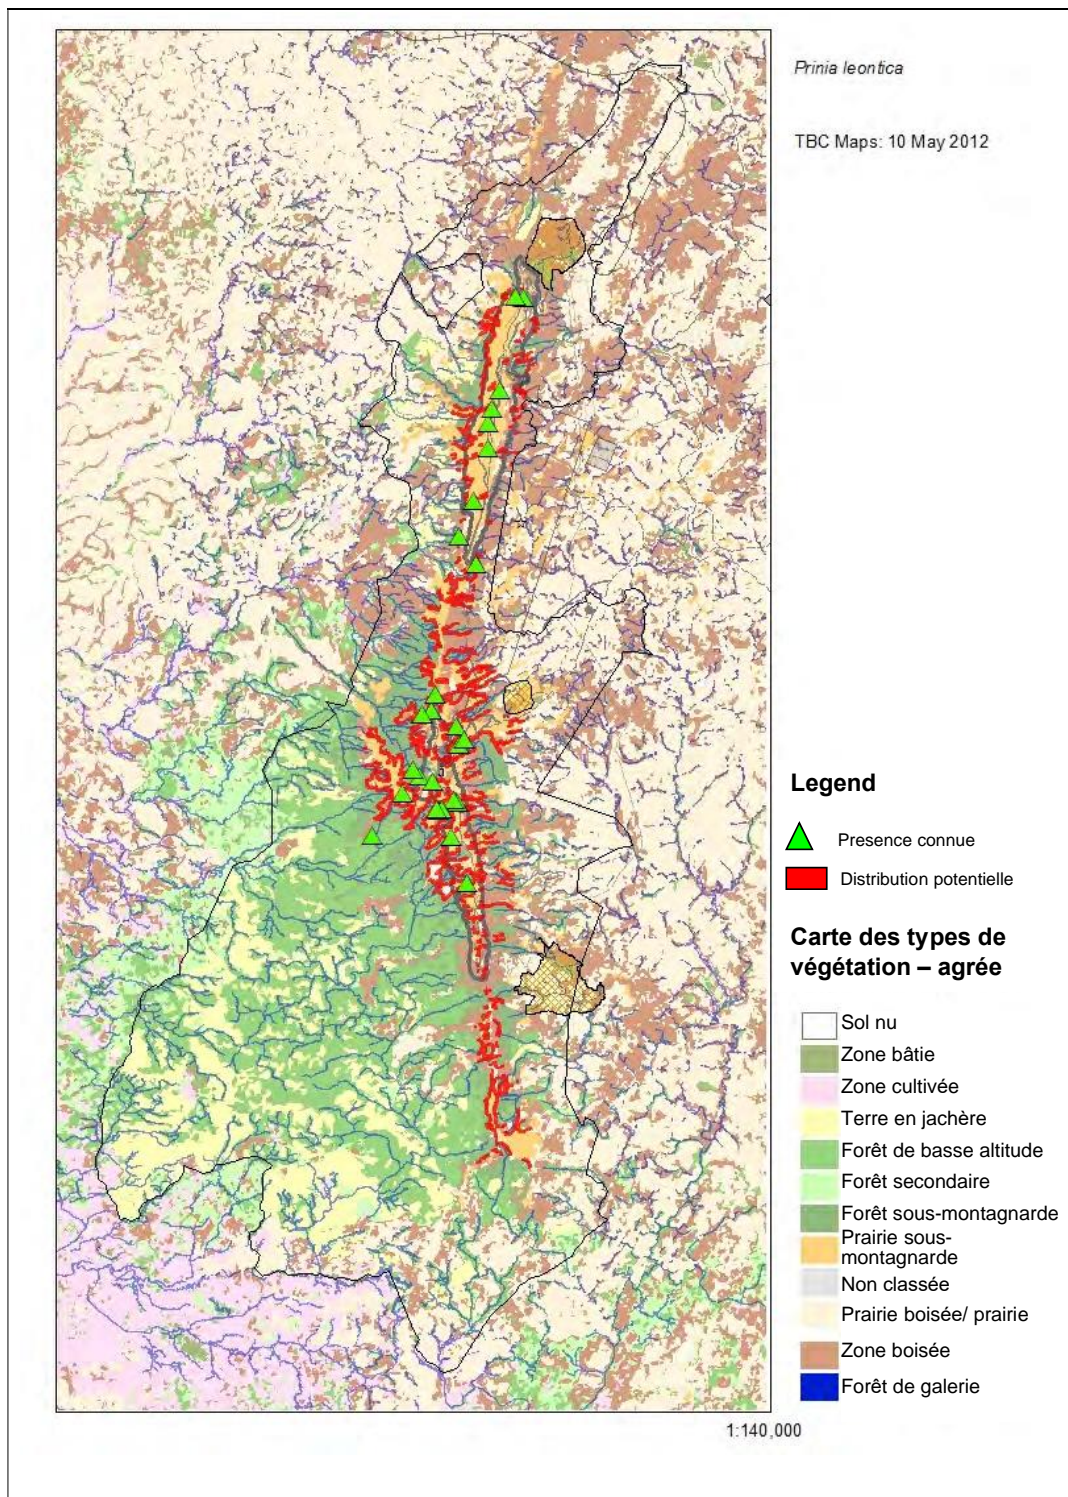 Prinia leontica
TBC Maps: 10 May 2012
Legend
Presence connue
Distribution potentielle
Carte des types de
végétation – agrée
Sol nu
Zone bâtie
Zone cultivée
Terre en jachère
Forêt de basse altitude
Forêt secondaire
Forêt sous-montagnarde
Prairie sous-
montagnarde
Non classée
Prairie boisée/ prairie
Zone boisée
Forêt de galerie
1:140,000